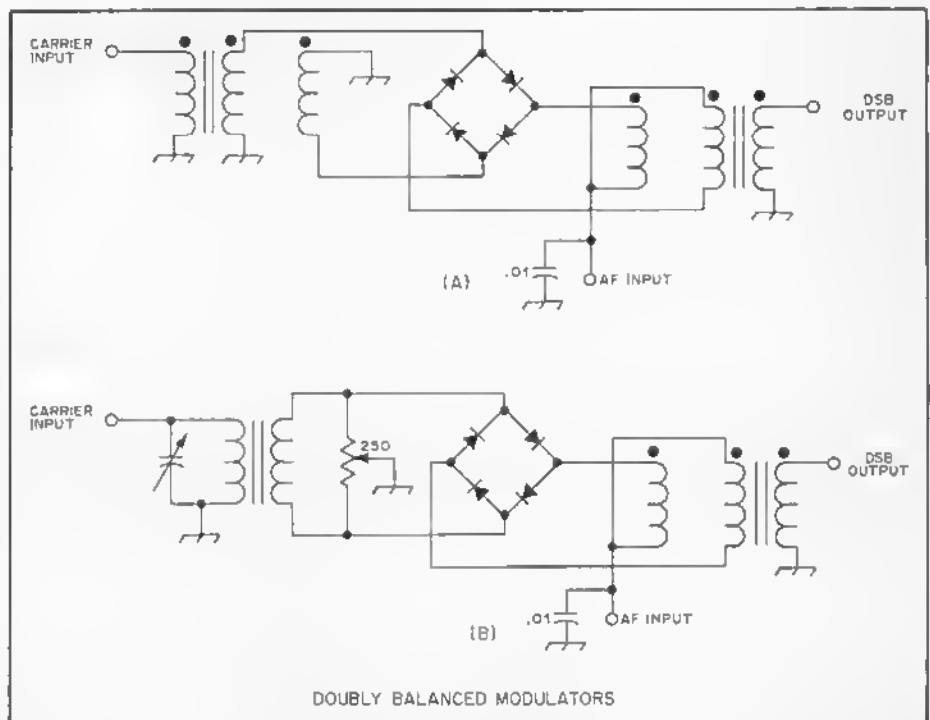 CARRIER
INPUT
DSB
OUTPUT
.01
AF INPUT
(A)
CARRIER
INPUT
250
DSB
OUTPUT
.01
AF INPUT
(B)
DOUBLY BALANCED MODULATORS